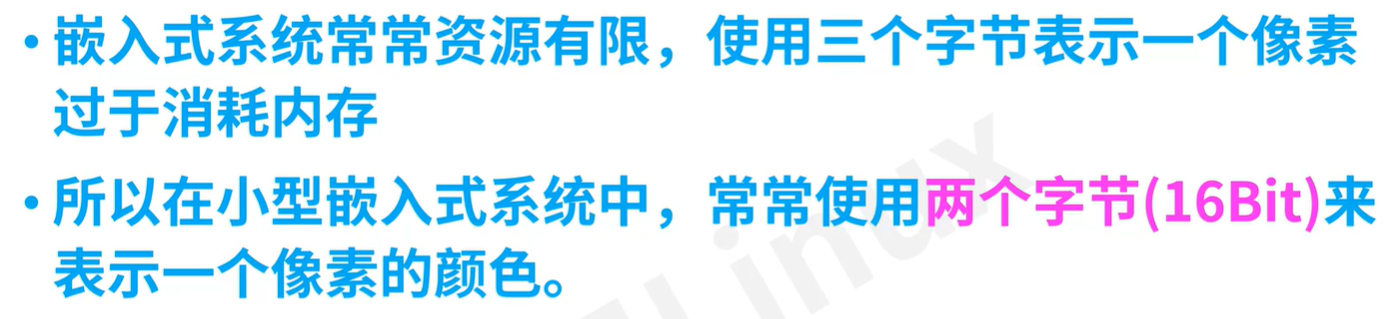 • 嵌入式系统常常资源有限，使用三个字节表示一个像素
过于消耗内存
• 所以在小型嵌入式系统中，常常使用两个字节(16Bit)来
表示一个像素的颜色。